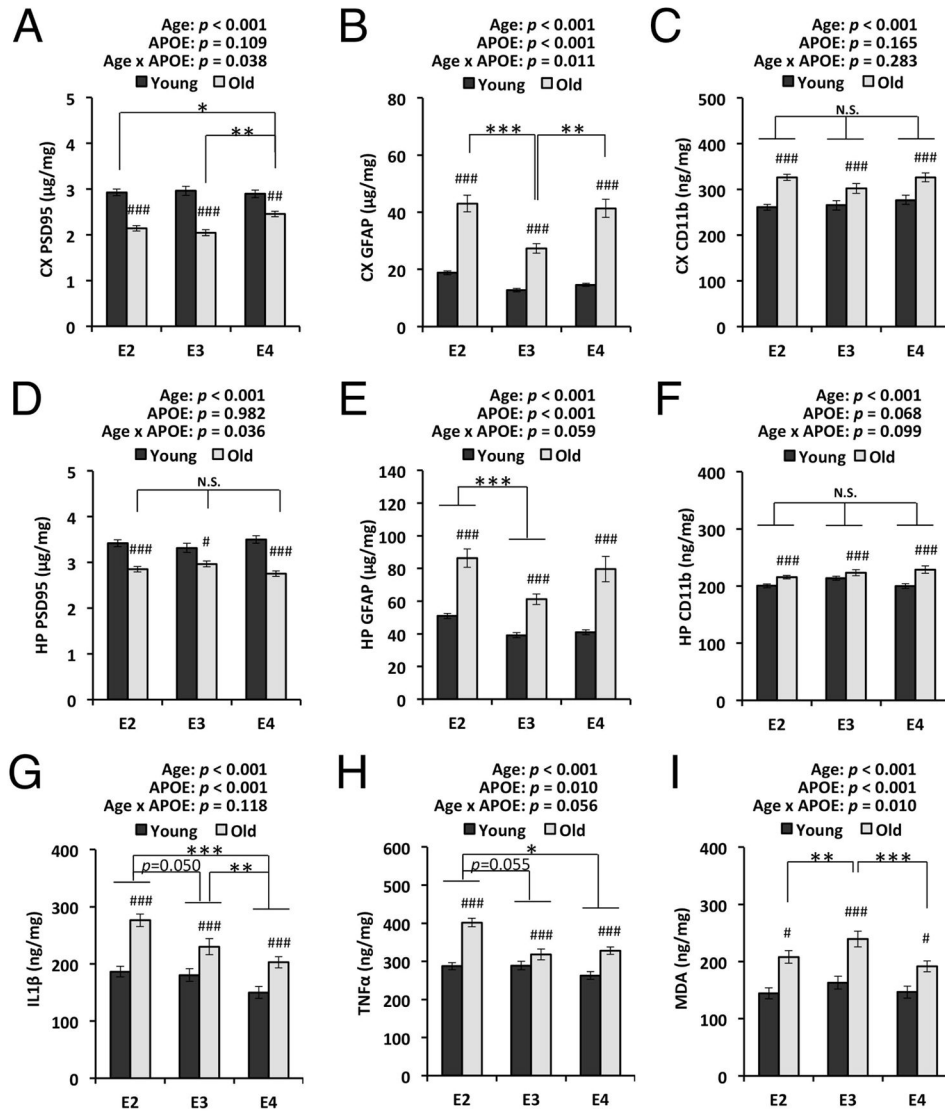 A
Age: p < 0.001
APOE: p = 0.109
Age x APOE: p = 0.038
Young Old
*
**
5
4
3
2
1
0
CX PSD95 (µg/mg)
###
###
##
E2 E3 E4
B
Age: p < 0.001
APOE: p < 0.001
Age x APOE: p = 0.011
Young Old
80
60
40
20
0
CX GFAP (µg/mg)
*** **
###
###
###
E2 E3 E4
C
Age: p < 0.001
APOE: p = 0.165
Age x APOE: p = 0.283
Young Old
500
400
300
200
100
0
CX CD11b (ng/mg)
N.S.
###
###
###
E2 E3 E4
D
Age: p < 0.001
APOE: p = 0.982
Age x APOE: p = 0.036
Young Old
5
4
3
2
1
0
HP PSD95 (µg/mg)
N.S.
###
#
###
E2 E3 E4
E
Age: p < 0.001
APOE: p < 0.001
Age x APOE: p = 0.059
Young Old
140
120
100
80
60
40
20
0
HP GFAP (µg/mg)
***
###
###
###
E2 E3 E4
F
Age: p < 0.001
APOE: p = 0.068
Age x APOE: p = 0.099
Young Old
400
300
200
100
0
HP CD11b (ng/mg)
N.S.
###
###
###
E2 E3 E4
G
Age: p < 0.001
APOE: p < 0.001
Age x APOE: p = 0.118
Young Old
400
300
200
100
0
IL1β (ng/mg)
***
p=0.050
**
###
###
###
E2 E3 E4
H
Age: p < 0.001
APOE: p = 0.010
Age x APOE: p = 0.056
Young Old
600
500
400
300
200
100
0
TNFα (ng/mg)
*
p=0.055
###
###
###
E2 E3 E4
I
Age: p < 0.001
APOE: p < 0.001
Age x APOE: p = 0.010
Young Old
400
300
200
100
0
MDA (ng/mg)
** ***
#
###
#
E2 E3 E4